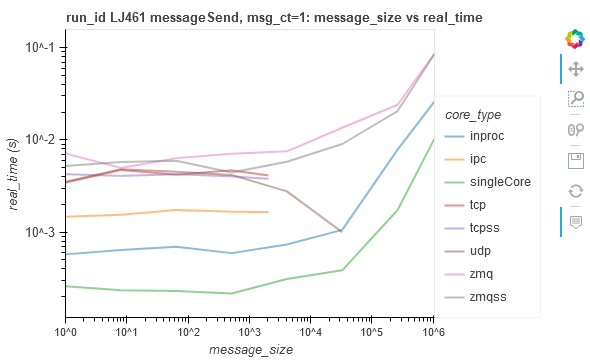 run_id LJ461 messageSend, msg_ct=1: message_size vs real_time
10^-1
10^-2
10^-3
real_time (s)
10^0
10^1
10^2
10^3
10^4
10^5
10^6
message_size
core_type
inproc
ipc
singleCore
tcp
tcpss
udp
zmq
zmqss